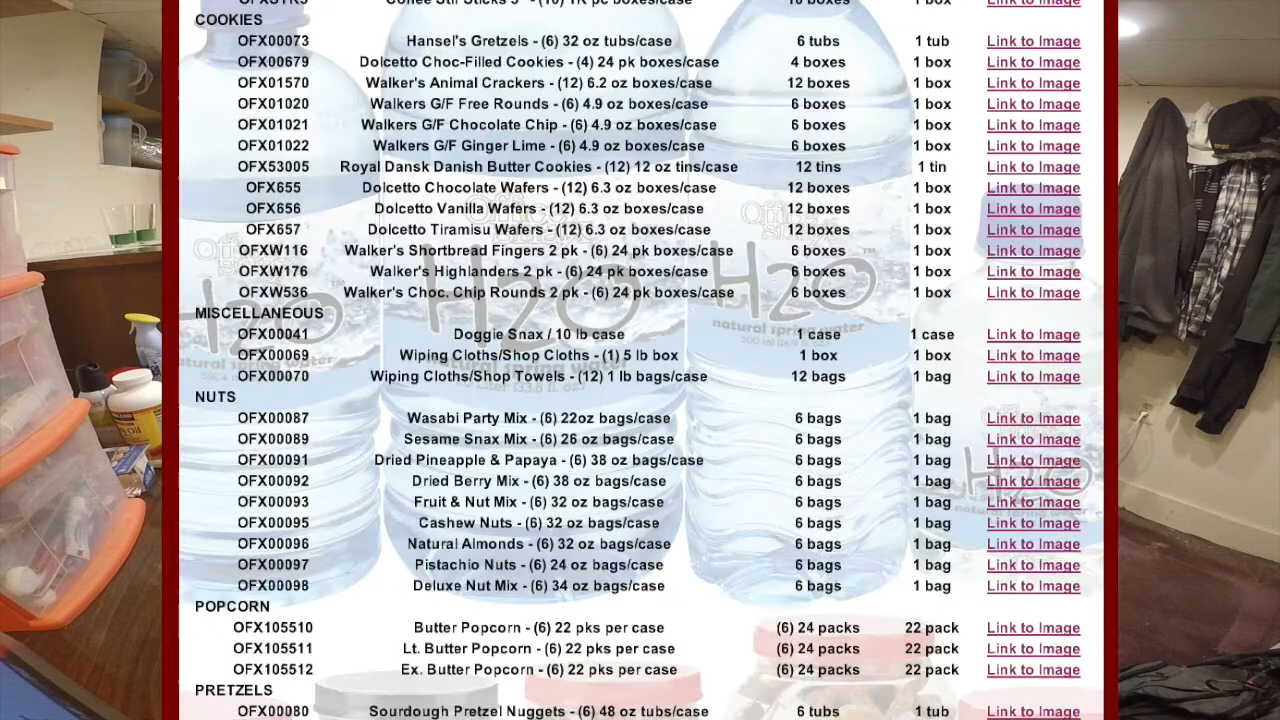 COOKIES
OFX00073 Hansel's Gretzels - (6) 32 oz tubs/case 6 tubs 1 tub Link to Image
OFX00679 Dolcetto Choc-Filled Cookies - (4) 24 pk boxes/case 4 boxes 1 box Link to Image
OFX01570 Walker's Animal Crackers - (12) 6.2 oz boxes/case 12 boxes 1 box Link to Image
OFX01020 Walkers G/F Free Rounds - (6) 4.9 oz boxes/case 6 boxes 1 box Link to Image
OFX01021 Walkers G/F Chocolate Chip - (6) 4.9 oz boxes/case 6 boxes 1 box Link to Image
OFX01022 Walkers G/F Ginger Lime - (6) 4.9 oz boxes/case 6 boxes 1 box Link to Image
OFX53005 Royal Dansk Danish Butter Cookies - (12) 12 oz tins/case 12 tins 1 tin Link to Image
OFX655 Dolcetto Chocolate Wafers - (12) 6.3 oz boxes/case 12 boxes 1 box Link to Image
OFX656 Dolcetto Vanilla Wafers - (12) 6.3 oz boxes/case 12 boxes 1 box Link to Image
OFX657 Dolcetto Tiramisu Wafers - (12) 6.3 oz boxes/case 12 boxes 1 box Link to Image
OFXW116 Walker's Shortbread Fingers 2 pk - (6) 24 pk boxes/case 6 boxes 1 box Link to Image
OFXW176 Walker's Highlanders 2 pk - (6) 24 pk boxes/case 6 boxes 1 box Link to Image
OFXW536 Walker's Choc. Chip Rounds 2 pk - (6) 24 pk boxes/case 6 boxes 1 box Link to Image
MISCELLANEOUS
OFX00041 Doggie Snax / 10 lb case 1 case 1 case Link to Image
OFX00069 Wiping Cloths/Shop Cloths - (1) 5 lb box 1 box 1 box Link to Image
OFX00070 Wiping Cloths/Shop Towels - (12) 1 lb bags/case 12 bags 1 bag Link to Image
NUTS
OFX00087 Wasabi Party Mix - (6) 22oz bags/case 6 bags 1 bag Link to Image
OFX00089 Sesame Snax Mix - (6) 26 oz bags/case 6 bags 1 bag Link to Image
OFX00091 Dried Pineapple & Papaya - (6) 38 oz bags/case 6 bags 1 bag Link to Image
OFX00092 Dried Berry Mix - (6) 38 oz bags/case 6 bags 1 bag Link to Image
OFX00093 Fruit & Nut Mix - (6) 32 oz bags/case 6 bags 1 bag Link to Image
OFX00095 Cashew Nuts - (6) 32 oz bags/case 6 bags 1 bag Link to Image
OFX00096 Natural Almonds - (6) 32 oz bags/case 6 bags 1 bag Link to Image
OFX00097 Pistachio Nuts - (6) 24 oz bags/case 6 bags 1 bag Link to Image
OFX00098 Deluxe Nut Mix - (6) 34 oz bags/case 6 bags 1 bag Link to Image
POPCORN
OFX105510 Butter Popcorn - (6) 22 pks per case (6) 24 packs 22 pack Link to Image
OFX105511 Lt. Butter Popcorn - (6) 22 pks per case (6) 24 packs 22 pack Link to Image
OFX105512 Ex. Butter Popcorn - (6) 22 pks per case (6) 24 packs 22 pack Link to Image
PRETZELS
OFX00080 Sourdough Pretzel Nuggets - (6) 48 oz tubs/case 6 tubs 1 tub Link to Image
H2O
natural spring water
H2O
natural spring water
H2O